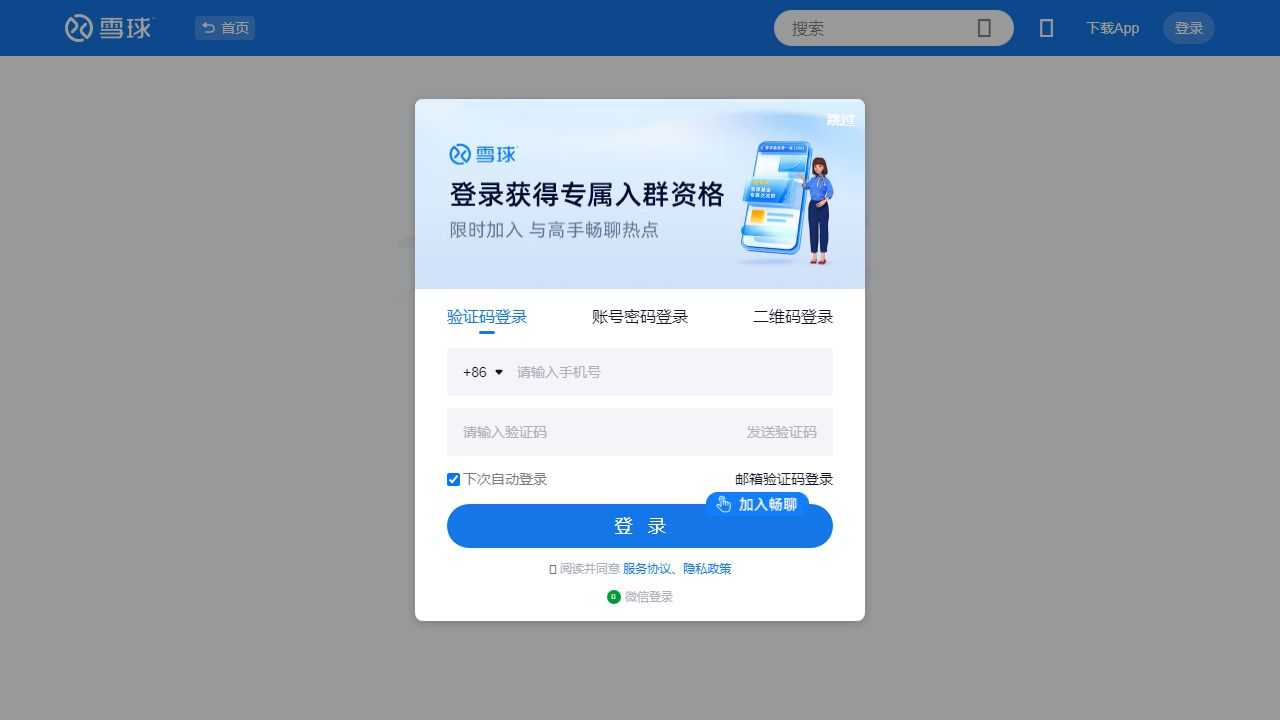 雪球
首页
搜索
下载App
登录
跳过
雪球
登录获得专属入群资格
限时加入 与高手畅聊热点
验证码登录
账号密码登录
二维码登录
+86
请输入手机号
请输入验证码
发送验证码
下次自动登录
邮箱验证码登录
加入畅聊
登 录
阅读并同意 服务协议、隐私政策
微信登录